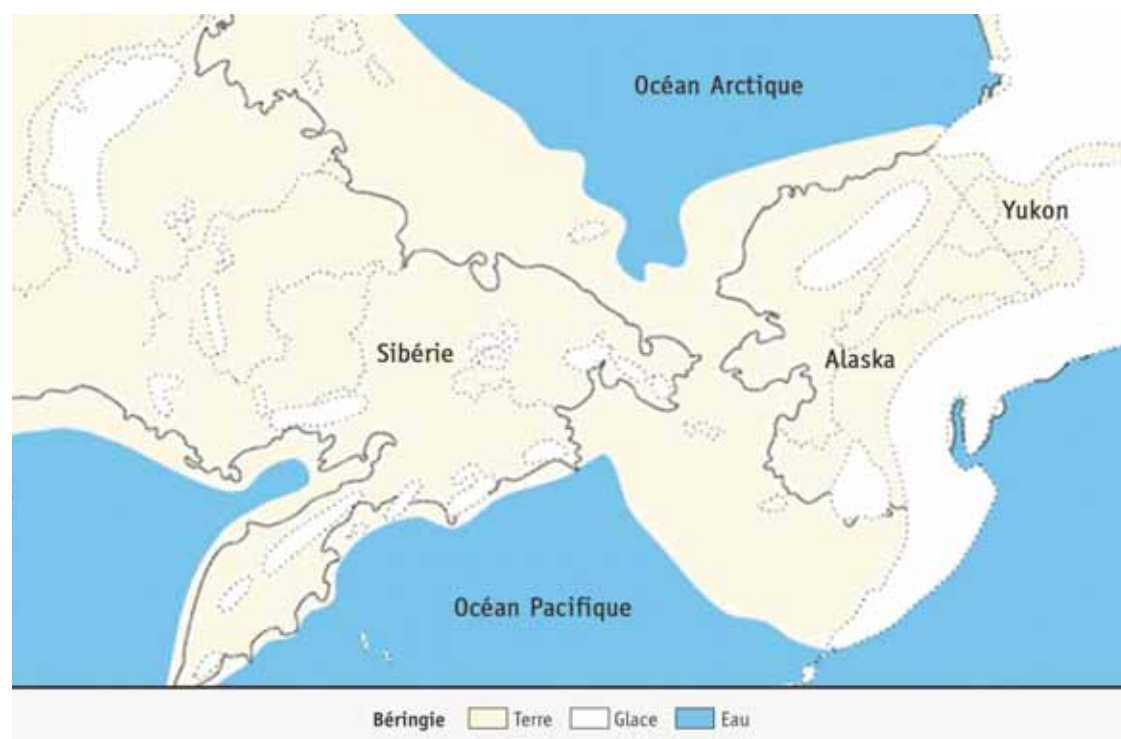 Océan Arctique
Yukon
Sibérie
Alaska
Océan Pacifique
Béringie Terre Glace Eau